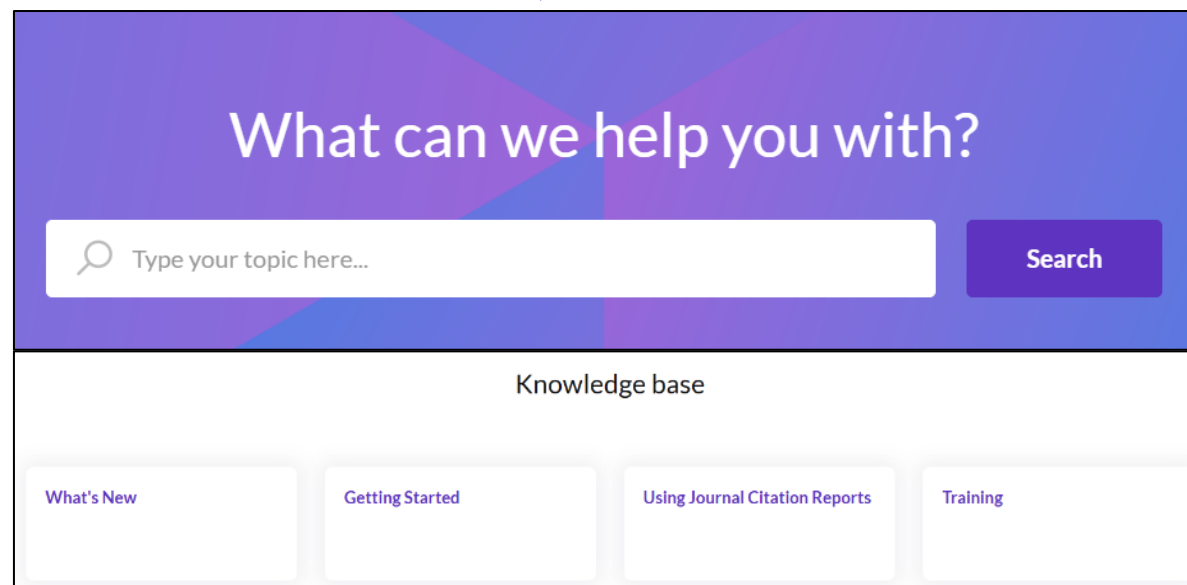 What can we help you with?
Type your topic here...
Search
Knowledge base
What's New
Getting Started
Using Journal Citation Reports
Training